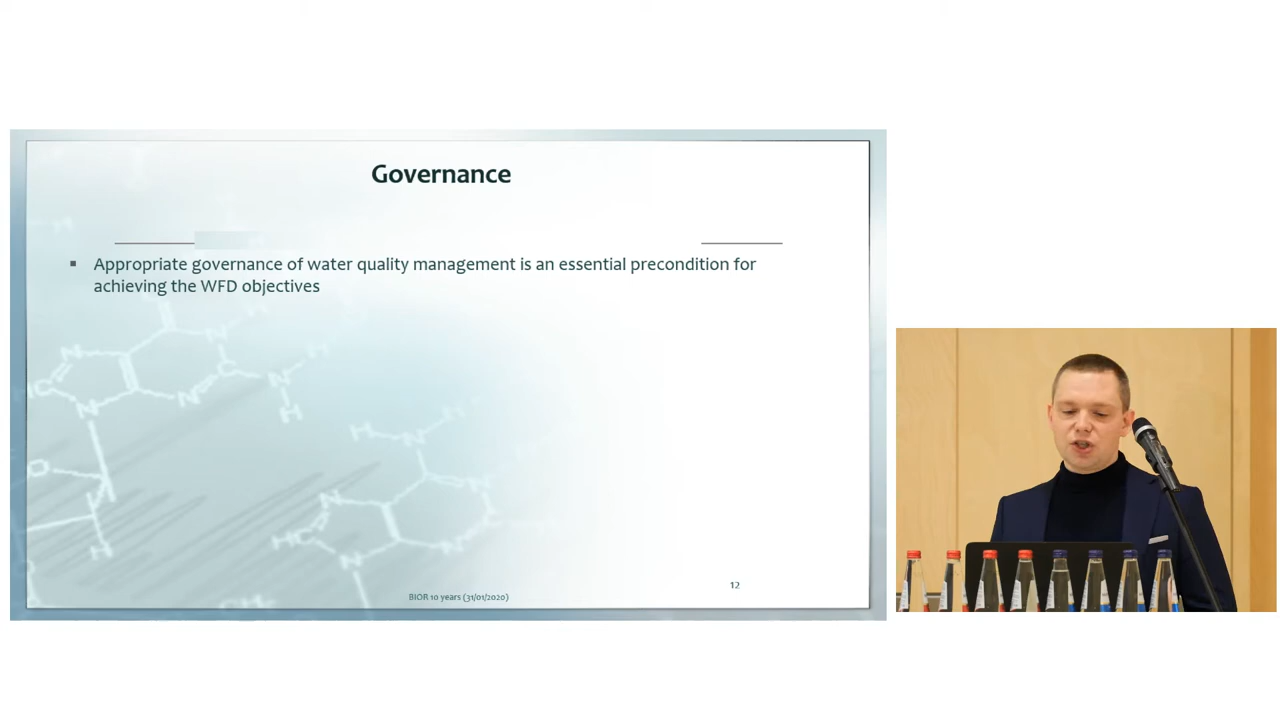 Governance
▪ Appropriate governance of water quality management is an essential precondition for
achieving the WFD objectives
12
BIOR 10 years (31/01/2020)